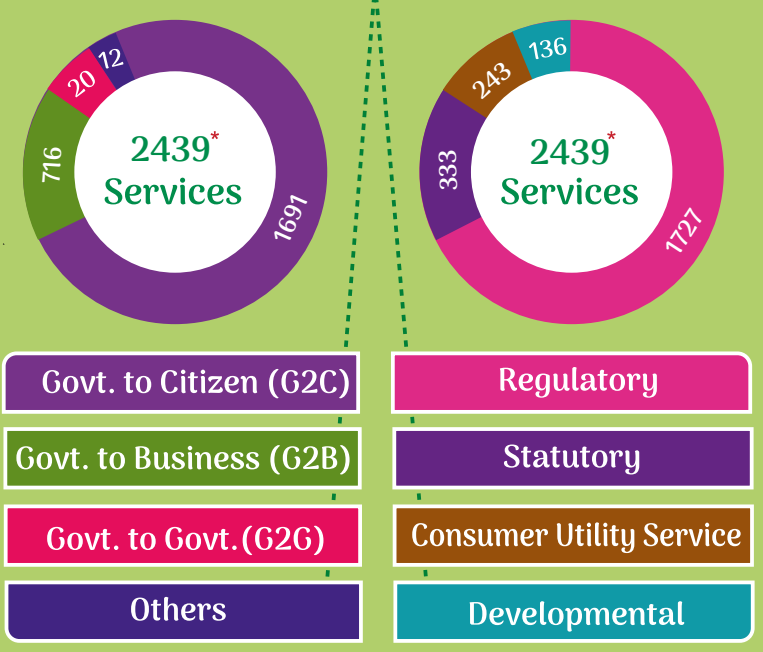 12
20
716
1691
2439*
Services
136
243
333
1727
2439*
Services
Govt. to Citizen (G2C)
Govt. to Business (G2B)
Govt. to Govt.(G2G)
Others
Regulatory
Statutory
Consumer Utility Service
Developmental